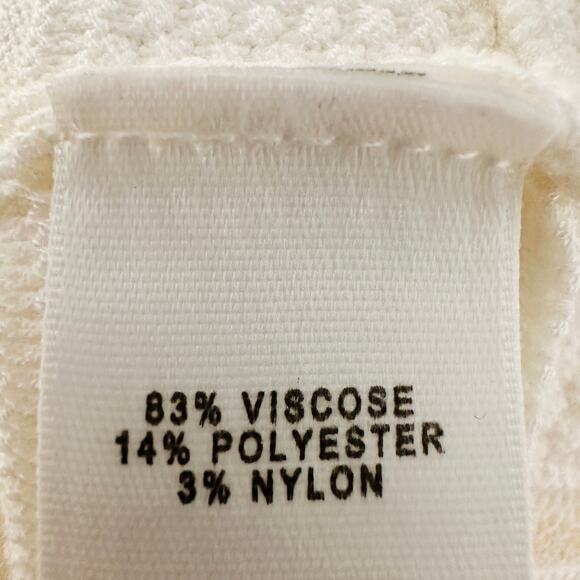 83% VISCOSE
14% POLYESTER
3% NYLON